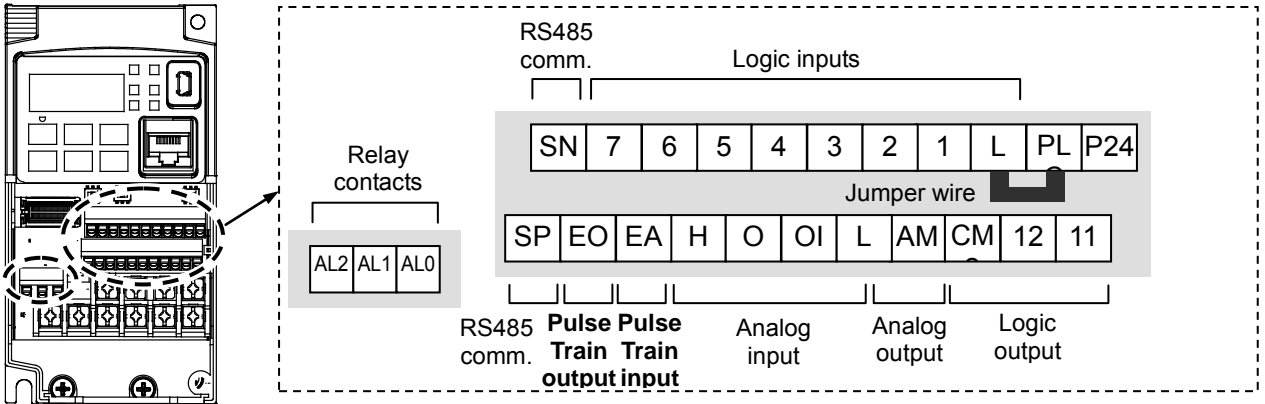 RS485
comm.
Logic inputs
SN 7 6 5 4 3 2 1 L PL P24
Relay
contacts
Jumper wire
SP EO EA H O OI L AM CM 12 11
AL2 AL1 AL0
RS485
comm.
Pulse
Train
output
Pulse
Train
input
Analog
input
Analog
output
Logic
output